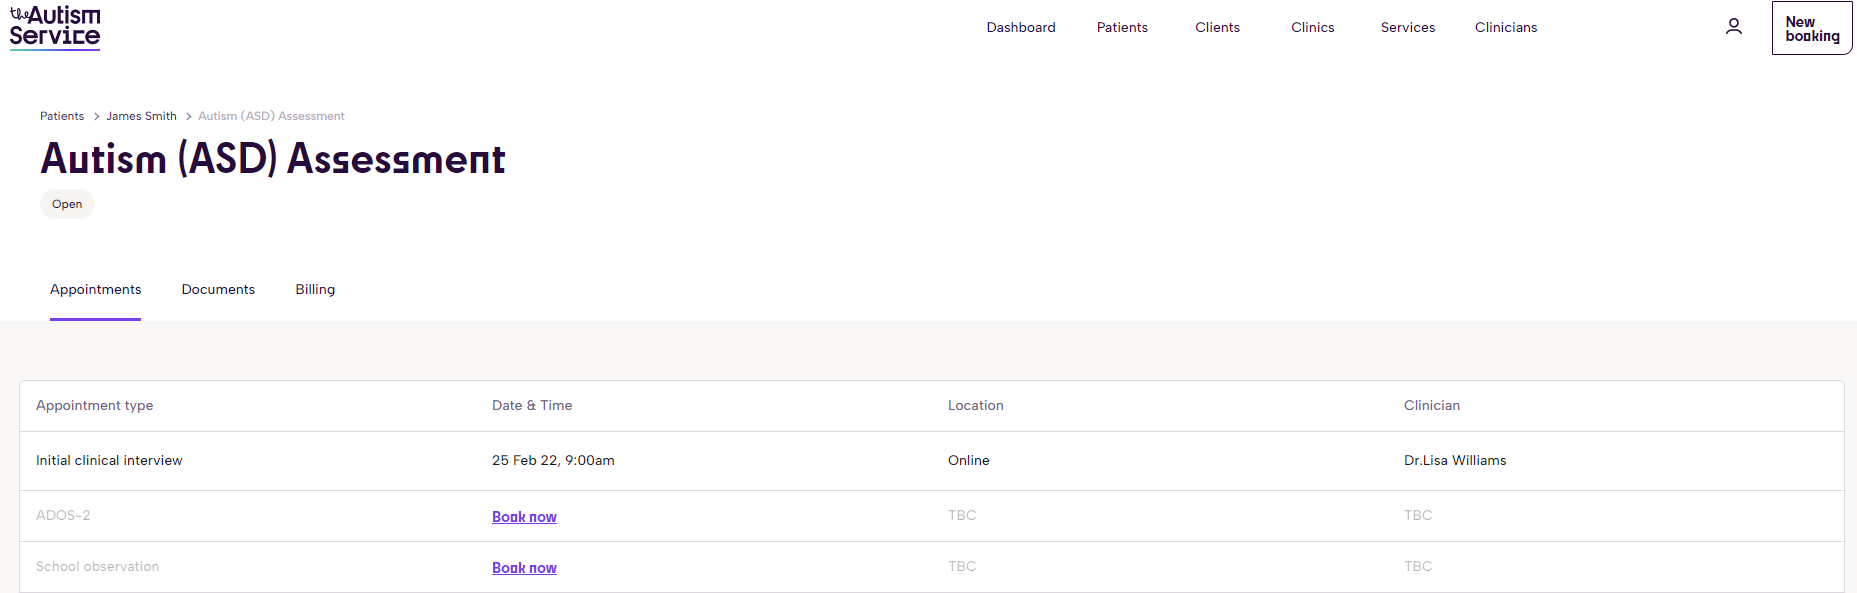 the Autism
Service
Dashboard Patients Clients Clinics Services Clinicians
New
booking
Patients > James Smith > Autism (ASD) Assessment
Autism (ASD) Assessment
Open
Appointments Documents Billing
Appointment type Date & Time Location Clinician
Initial clinical interview 25 Feb 22, 9:00am Online Dr.Lisa Williams
ADOS-2 Book now TBC TBC
School observation Book now TBC TBC